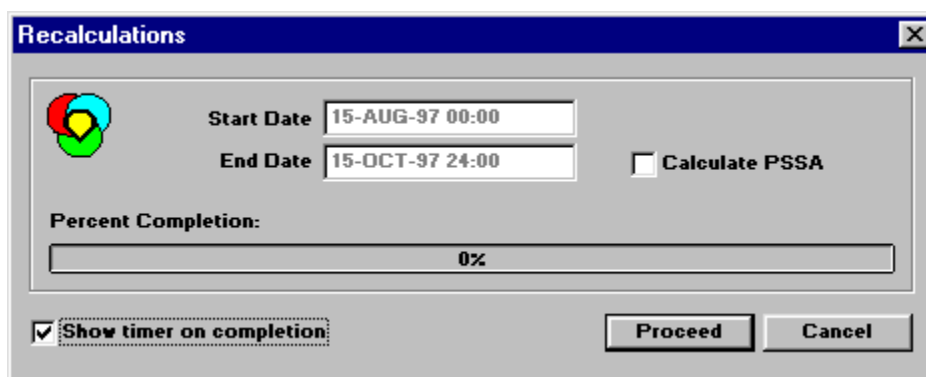 Recalculations
Start Date 15-AUG-97 00:00
End Date 15-OCT-97 24:00
Calculate PSSA
Percent Completion:
0%
Show timer on completion
Proceed
Cancel